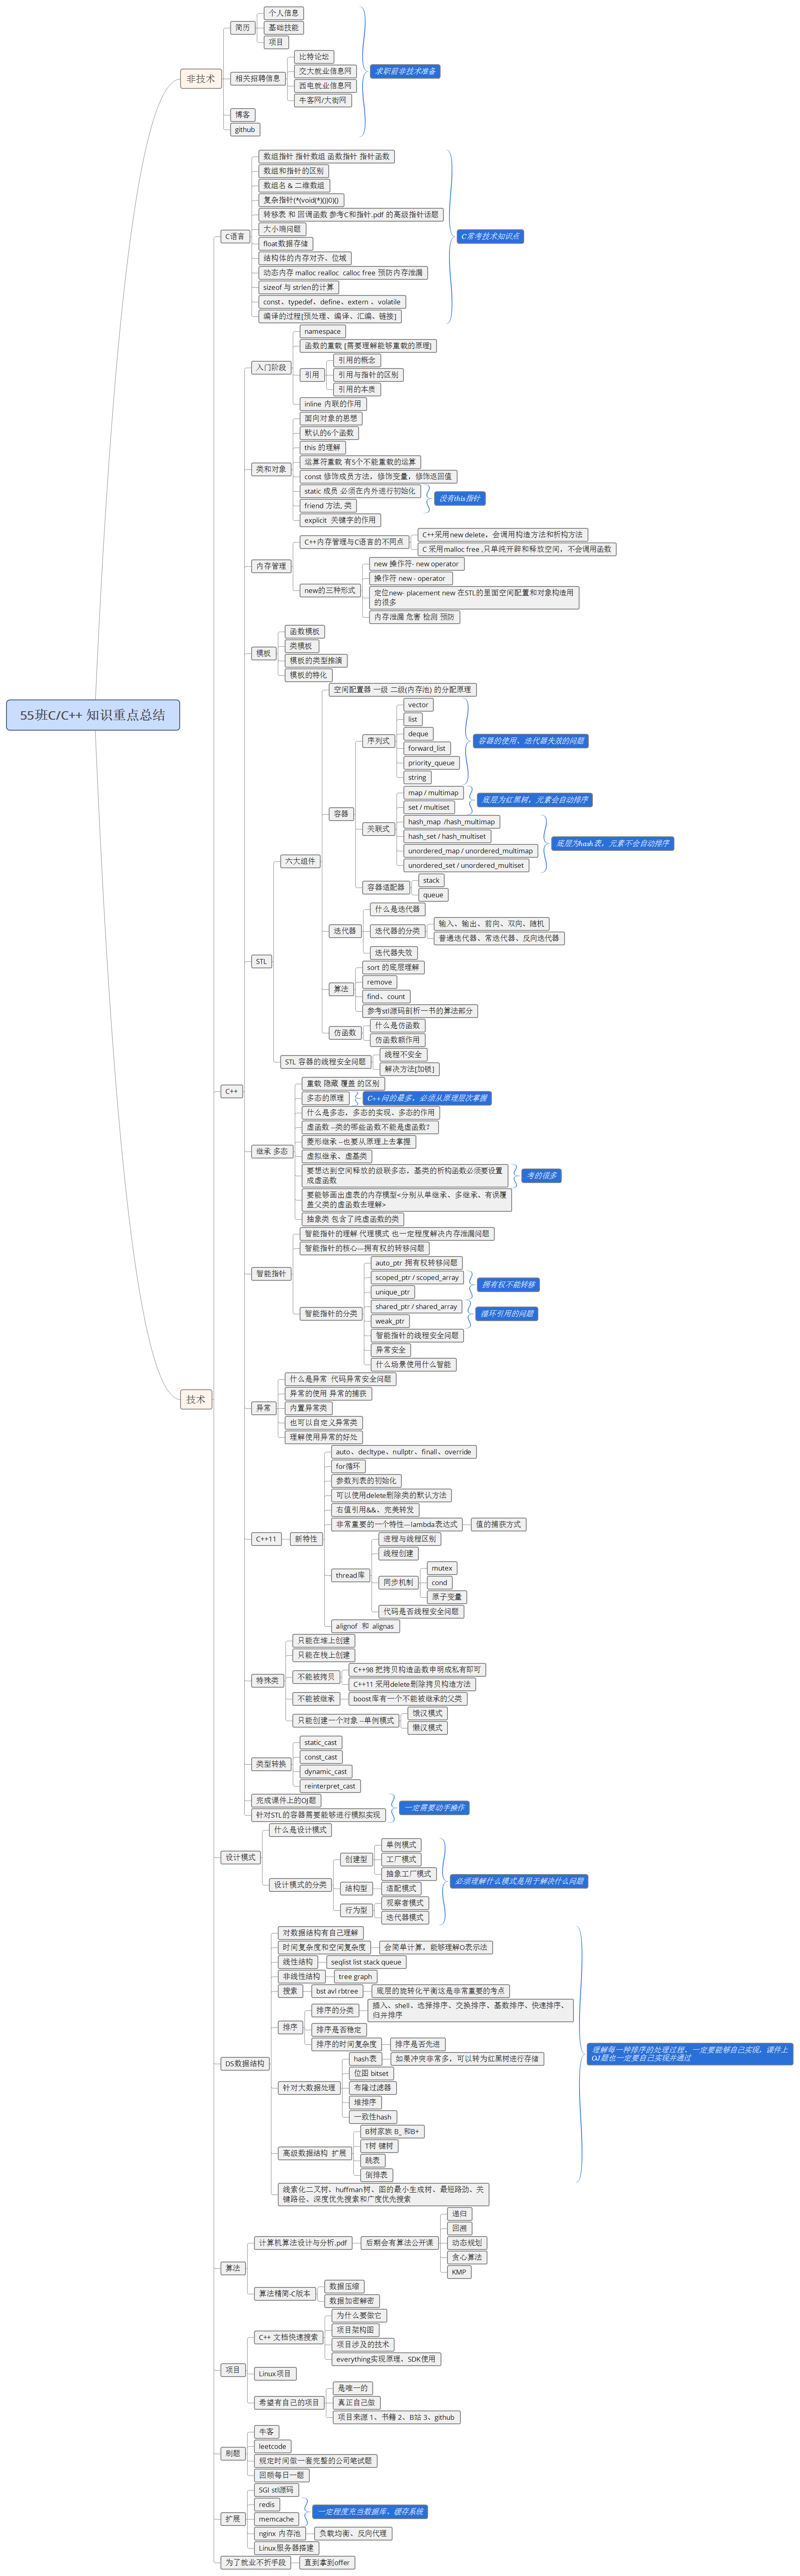 55班C/C++ 知识重点总结
非技术
简历
个人信息
基础技能
项目
相关招聘信息
比特论坛
交大就业信息网
西电就业信息网
牛客网/大街网
博客
github
求职前非技术准备
技术
C语言
数组指针 指针数组 函数指针 指针函数
数组和指针的区别
数组名 & 二维数组
复杂指针(*(void(*)())0)()
转移表 和 回调函数 参考C和指针.pdf 的高级指针话题
大小端问题
float数据存储
结构体的内存对齐、位域
动态内存 malloc realloc calloc free 预防内存泄漏
sizeof 与 strlen的计算
const、typedef、define、extern 、volatile
编译的过程[预处理、编译、汇编、链接]
C常考技术知识点
C++
入门阶段
namespace
函数的重载 [需要理解能够重载的原理]
引用
引用的概念
引用与指针的区别
引用的本质
inline 内联的作用
类和对象
面向对象的思想
默认的6个函数
this 的理解
运算符重载 有5个不能重载的运算
const 修饰成员方法，修饰变量，修饰返回值
static 成员 必须在内外进行初始化
friend 方法, 类
explicit 关键字的作用
没有this指针
内存管理
C++内存管理与C语言的不同点
C++采用new delete，会调用构造方法和析构方法
C 采用malloc free ,只单纯开辟和释放空间，不会调用函数
new的三种形式
new 操作符- new operator
操作符 new - operator
定位new- placement new 在STL的里面空间配置和对象构造用
的很多
内存泄漏 危害 检测 预防
模板
函数模板
类模板
模板的类型推演
模板的特化
STL
六大组件
空间配置器 一级 二级(内存池) 的分配原理
容器
序列式
vector
list
deque
forward_list
priority_queue
string
容器的使用、迭代器失效的问题
关联式
map / multimap
set / multiset
底层为红黑树，元素会自动排序
hash_map /hash_multimap
hash_set / hash_multiset
unordered_map / unordered_multimap
unordered_set / unordered_multiset
底层为hash表，元素不会自动排序
容器适配器
stack
queue
迭代器
什么是迭代器
迭代器的分类
输入、输出、前向、双向、随机
普通迭代器、常迭代器、反向迭代器
迭代器失效
算法
sort 的底层理解
remove
find、count
参考stl源码剖析一书的算法部分
仿函数
什么是仿函数
仿函数额作用
STL 容器的线程安全问题
线程不安全
解决方法[加锁]
继承 多态
重载 隐藏 覆盖 的区别
多态的原理
C++问的最多，必须从原理层次掌握
什么是多态，多态的实现、多态的作用
虚函数 --类的哪些函数不能是虚函数？
菱形继承 --也要从原理上去掌握
虚拟继承、虚基类
要想达到空间释放的级联多态，基类的析构函数必须要设置
成虚函数
考的很多
要能够画出虚表的内存模型<分别从单继承、多继承、有误覆
盖父类的虚函数去理解>
抽象类 包含了纯虚函数的类
智能指针
智能指针的理解 代理模式 也一定程度解决内存泄漏问题
智能指针的核心---拥有权的转移问题
智能指针的分类
auto_ptr 拥有权转移问题
scoped_ptr / scoped_array
unique_ptr
拥有权不能转移
shared_ptr / shared_array
weak_ptr
循环引用的问题
智能指针的线程安全问题
异常安全
什么场景使用什么智能
异常
什么是异常 代码异常安全问题
异常的使用 异常的捕获
内置异常类
也可以自定义异常类
理解使用异常的好处
C++11
新特性
auto、decltype、nullptr、finall、override
for循环
参数列表的初始化
可以使用delete剔除类的默认方法
右值引用&&、完美转发
非常重要的一个特性---lambda表达式
值的捕获方式
thread库
进程与线程区别
线程创建
同步机制
mutex
cond
原子变量
代码是否线程安全问题
alignof 和 alignas
特殊类
只能在堆上创建
只能在栈上创建
不能被拷贝
C++98 把拷贝构造函数申明成私有即可
C++11 采用delete剔除拷贝构造方法
不能被继承
boost库有一个不能被继承的父类
只能创建一个对象 --单例模式
饿汉模式
懒汉模式
类型转换
static_cast
const_cast
dynamic_cast
reinterpret_cast
完成课件上的OJ题
针对STL的容器需要能够进行模拟实现
一定需要动手操作
设计模式
什么是设计模式
设计模式的分类
创建型
单例模式
工厂模式
抽象工厂模式
结构型
适配模式
行为型
观察者模式
迭代器模式
必须理解什么模式是用于解决什么问题
DS数据结构
对数据结构有自己理解
时间复杂度和空间复杂度
会简单计算，能够理解O表示法
线性结构
seqlist list stack queue
非线性结构
tree graph
搜索
bst avl rbtree
底层的旋转化平衡这是非常重要的考点
排序
排序的分类
插入、shell、选择排序、交换排序、基数排序、快速排序、
归并排序
排序是否稳定
排序的时间复杂度
排序是否先进
针对大数据处理
hash表
如果冲突非常多，可以转为红黑树进行存储
位图 bitset
布隆过滤器
堆排序
一致性hash
高级数据结构 扩展
B树家族 B_ 和B+
T树 键树
跳表
倒排表
线索化二叉树、huffman树、图的最小生成树、最短路劲、关
键路径、深度优先搜索和广度优先搜索
理解每一种排序的处理过程、一定要能够自己实现，课件上
OJ题也一定要自己实现并通过
算法
计算机算法设计与分析.pdf
后期会有算法公开课
递归
回溯
动态规划
贪心算法
KMP
算法精简-C版本
数据压缩
数据加密解密
项目
C++ 文档快速搜索
为什么要做它
项目架构图
项目涉及的技术
everything实现原理、SDK使用
Linux项目
希望有自己的项目
是唯一的
真正自己做
项目来源 1、书籍 2、B站 3、github
刷题
牛客
leetcode
规定时间做一套完整的公司笔试题
回顾每日一题
扩展
SGI stl源码
redis
memcache
一定程度充当数据库、缓存系统
nginx 内存池
负载均衡、反向代理
Linux服务器搭建
为了就业不折手段
直到拿到offer